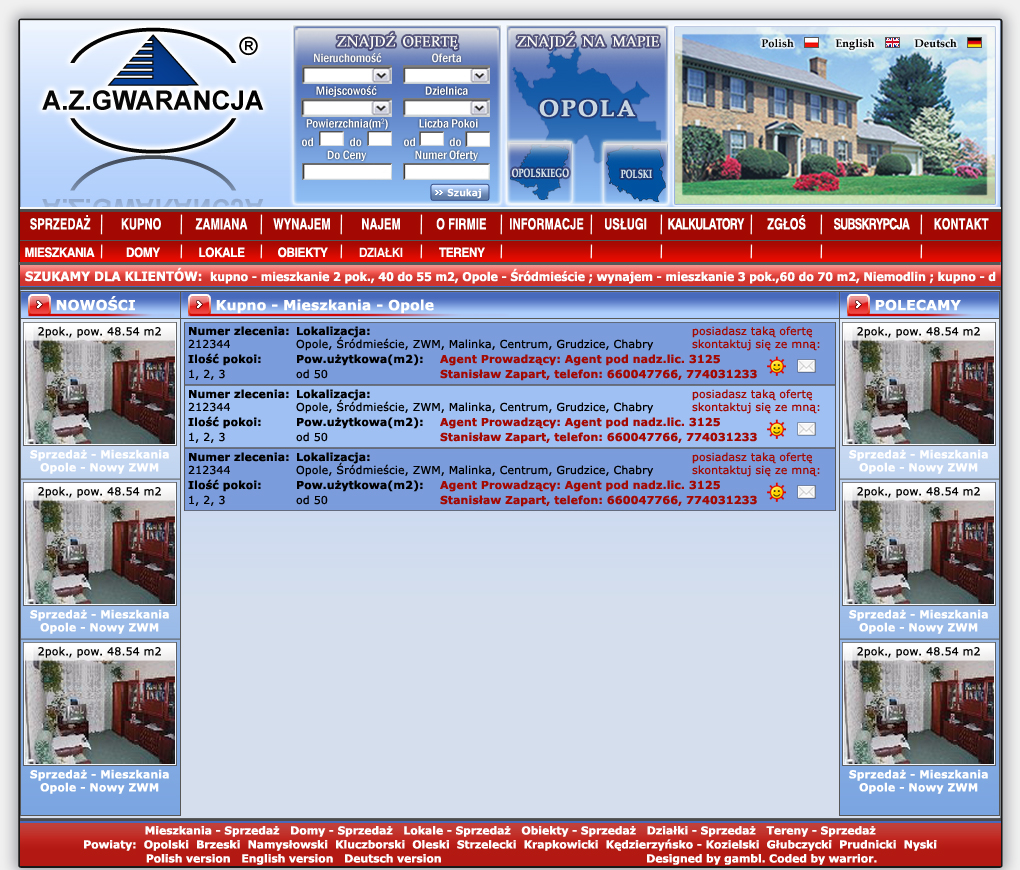 A.Z.GWARANCJA ®
ZNAJDŹ OFERTĘ
Nieruchomość Oferta
Miejscowość Dzielnica
Powierzchnia(m²) Liczba Pokoi
od do od do
Do Ceny Numer Oferty
Szukaj
ZNAJDŹ NA MAPIE
OPOLA
OPOLSKIEGO POLSKI
Polish English Deutsch
SPRZEDAŻ KUPNO ZAMIANA WYNAJEM NAJEM O FIRMIE INFORMACJE USŁUGI KALKULATORY ZGŁOŚ SUBSKRYPCJA KONTAKT
MIESZKANIA DOMY LOKALE OBIEKTY DZIAŁKI TERENY
SZUKAMY DLA KLIENTÓW: kupno - mieszkanie 2 pok., 40 do 55 m2, Opole - Śródmieście ; wynajem - mieszkanie 3 pok.,60 do 70 m2, Niemodlin ; kupno - d
NOWOŚCI
2pok., pow. 48.54 m2
Sprzedaż - Mieszkania
Opole - Nowy ZWM
2pok., pow. 48.54 m2
Sprzedaż - Mieszkania
Opole - Nowy ZWM
2pok., pow. 48.54 m2
Sprzedaż - Mieszkania
Opole - Nowy ZWM
Kupno - Mieszkania - Opole
Numer zlecenia: Lokalizacja: posiadasz taką ofertę
212344 Opole, Śródmieście, ZWM, Malinka, Centrum, Grudzice, Chabry skontaktuj się ze mną:
Ilość pokoi: Pow.użytkowa(m2): Agent Prowadzący: Agent pod nadz.lic. 3125
1, 2, 3 od 50 Stanisław Zapart, telefon: 660047766, 774031233
Numer zlecenia: Lokalizacja: posiadasz taką ofertę
212344 Opole, Śródmieście, ZWM, Malinka, Centrum, Grudzice, Chabry skontaktuj się ze mną:
Ilość pokoi: Pow.użytkowa(m2): Agent Prowadzący: Agent pod nadz.lic. 3125
1, 2, 3 od 50 Stanisław Zapart, telefon: 660047766, 774031233
Numer zlecenia: Lokalizacja: posiadasz taką ofertę
212344 Opole, Śródmieście, ZWM, Malinka, Centrum, Grudzice, Chabry skontaktuj się ze mną:
Ilość pokoi: Pow.użytkowa(m2): Agent Prowadzący: Agent pod nadz.lic. 3125
1, 2, 3 od 50 Stanisław Zapart, telefon: 660047766, 774031233
POLECAMY
2pok., pow. 48.54 m2
Sprzedaż - Mieszkania
Opole - Nowy ZWM
2pok., pow. 48.54 m2
Sprzedaż - Mieszkania
Opole - Nowy ZWM
2pok., pow. 48.54 m2
Sprzedaż - Mieszkania
Opole - Nowy ZWM
Mieszkania - Sprzedaż Domy - Sprzedaż Lokale - Sprzedaż Obiekty - Sprzedaż Działki - Sprzedaż Tereny - Sprzedaż
Powiaty: Opolski Brzeski Namysłowski Kluczborski Oleski Strzelecki Krapkowicki Kędzierzyńsko - Kozielski Głubczycki Prudnicki Nyski
Polish version English version Deutsch version Designed by gambl. Coded by warrior.